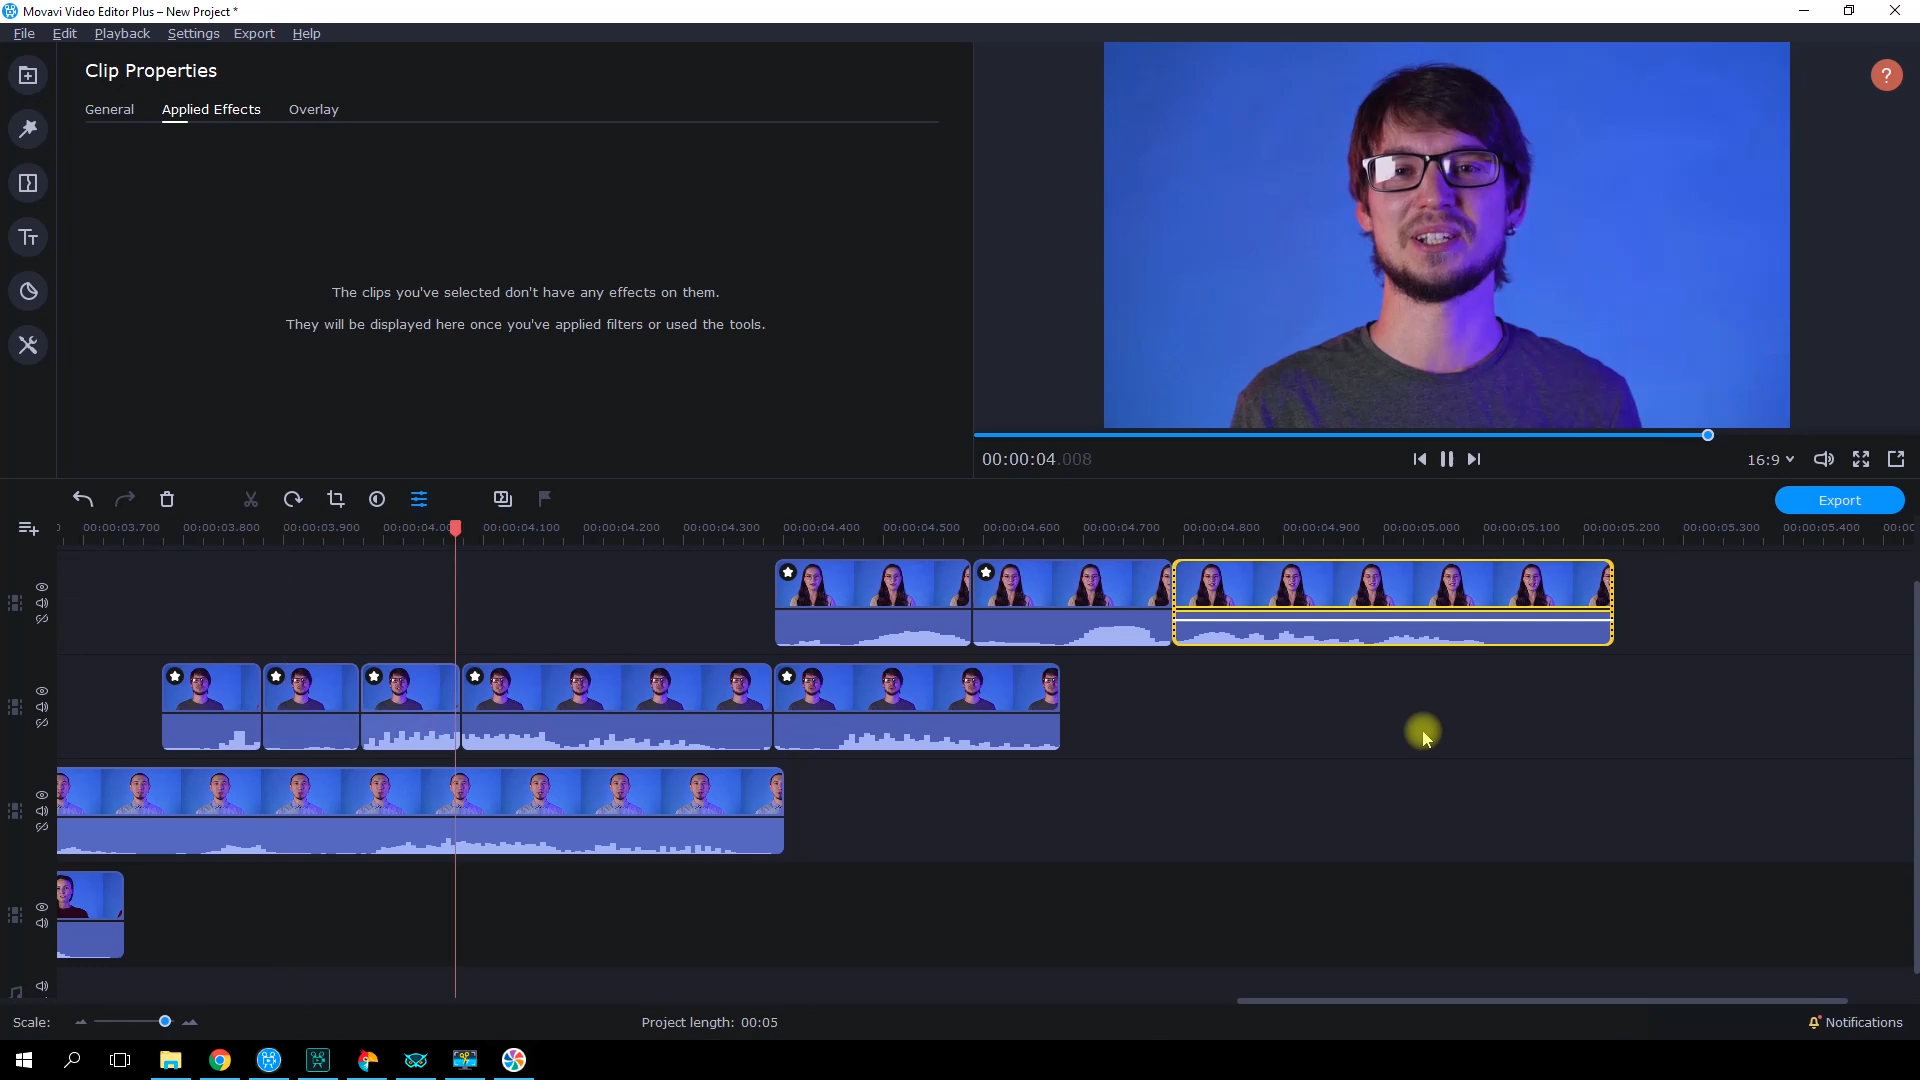 Movavi Video Editor Plus – New Project *
File Edit Playback Settings Export Help
Clip Properties
General Applied Effects Overlay
?
The clips you've selected don't have any effects on them.
They will be displayed here once you've applied filters or used the tools.
00:00:04.008
16:9
Export
0 00:00:03.700 00:00:03.800 00:00:03.900 00:00:04.00 00:00:04.100 00:00:04.200 00:00:04.300 00:00:04.400 00:00:04.500 00:00:04.600 00:00:04.700 00:00:04.800 00:00:04.900 00:00:05.000 00:00:05.100 00:00:05.200 00:00:05.300 00:00:05.400 00:00
Scale:
Project length: 00:05
Notifications